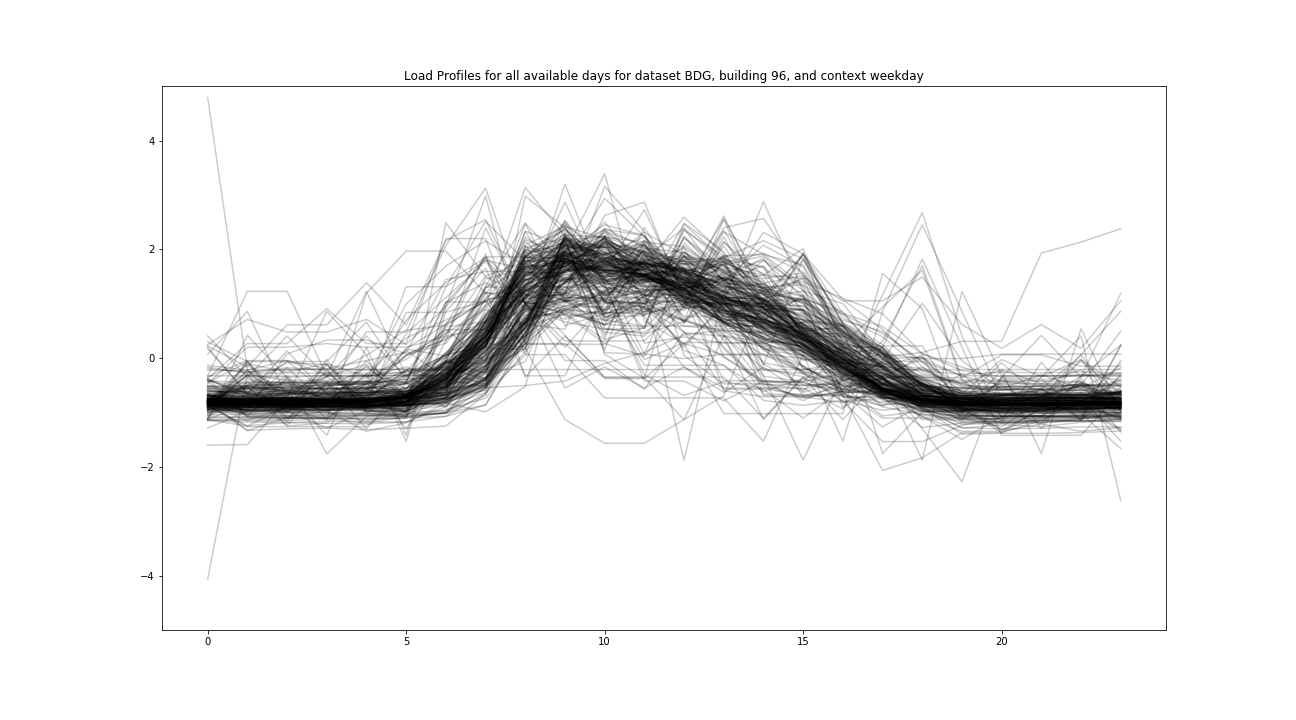 Load Profiles for all available days for dataset BDG, building 96, and context weekday
4
2
0
−2
−4
0 5 10 15 20